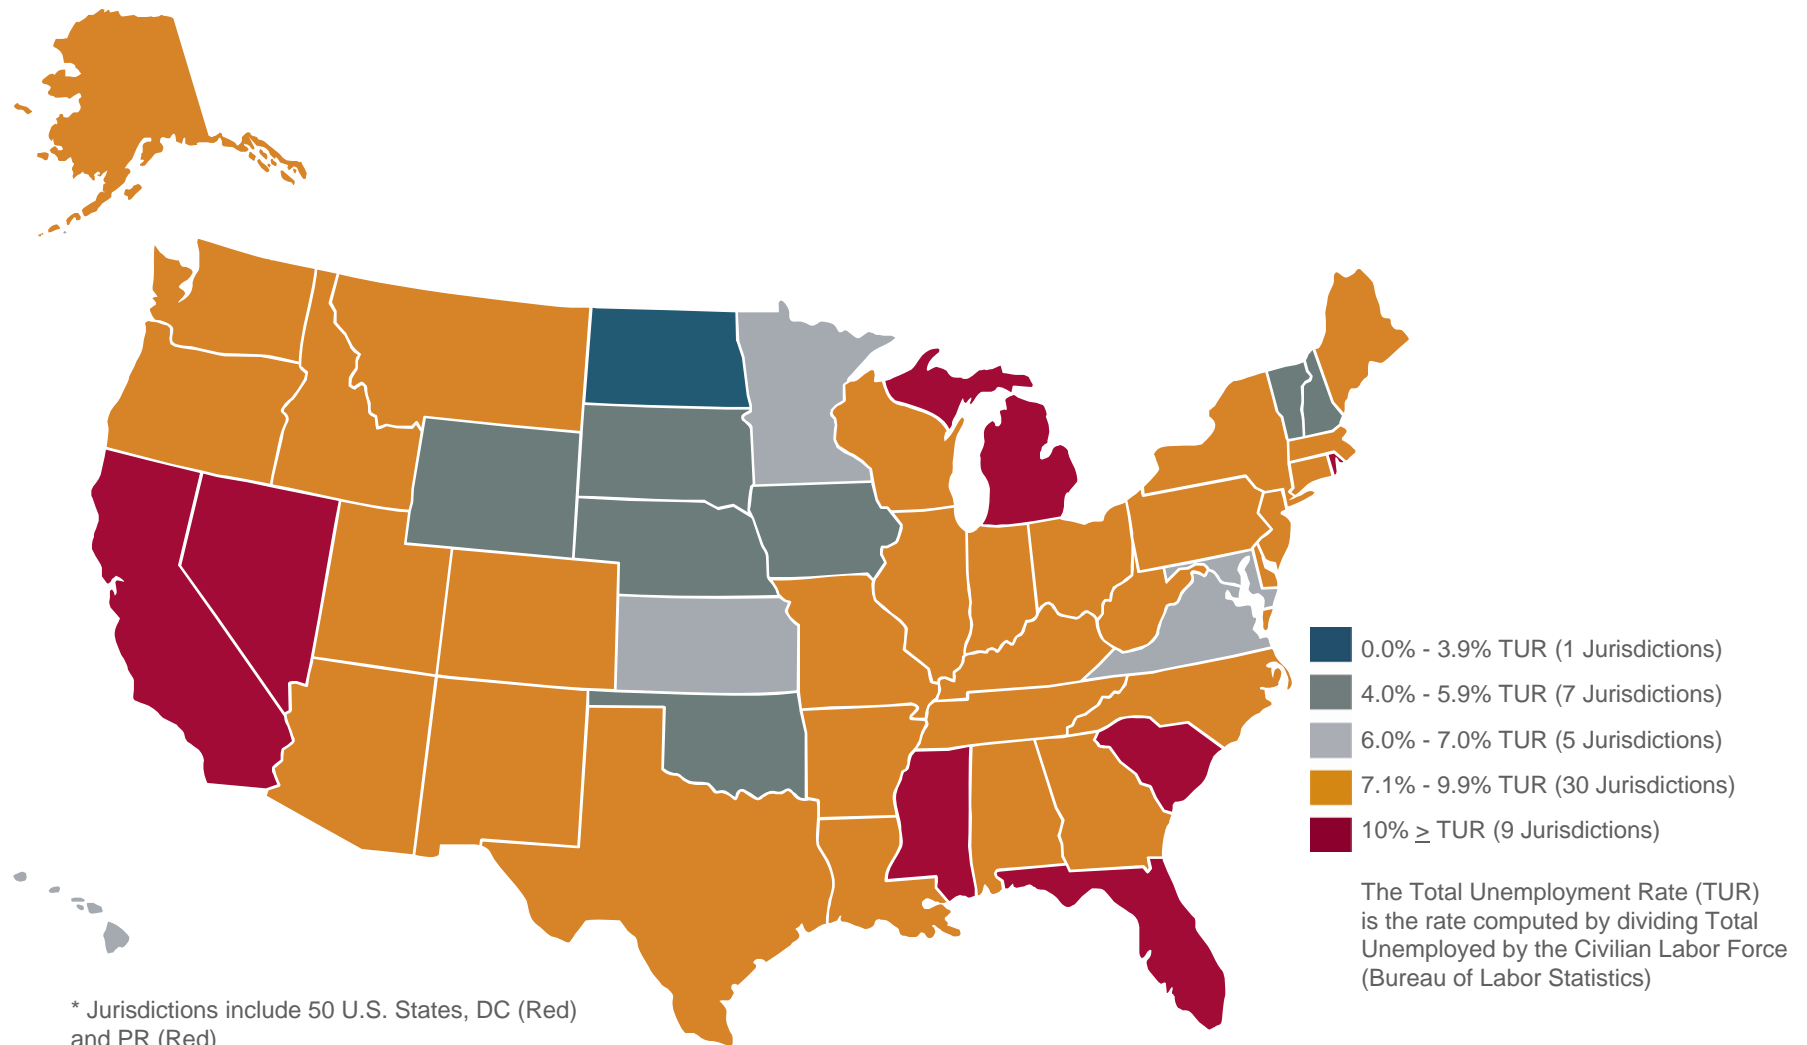 0.0% - 3.9% TUR (1 Jurisdictions)
4.0% - 5.9% TUR (7 Jurisdictions)
6.0% - 7.0% TUR (5 Jurisdictions)
7.1% - 9.9% TUR (30 Jurisdictions)
10% ≥ TUR (9 Jurisdictions)
The Total Unemployment Rate (TUR)
is the rate computed by dividing Total
Unemployed by the Civilian Labor Force
(Bureau of Labor Statistics)
* Jurisdictions include 50 U.S. States, DC (Red)
and PR (Red)